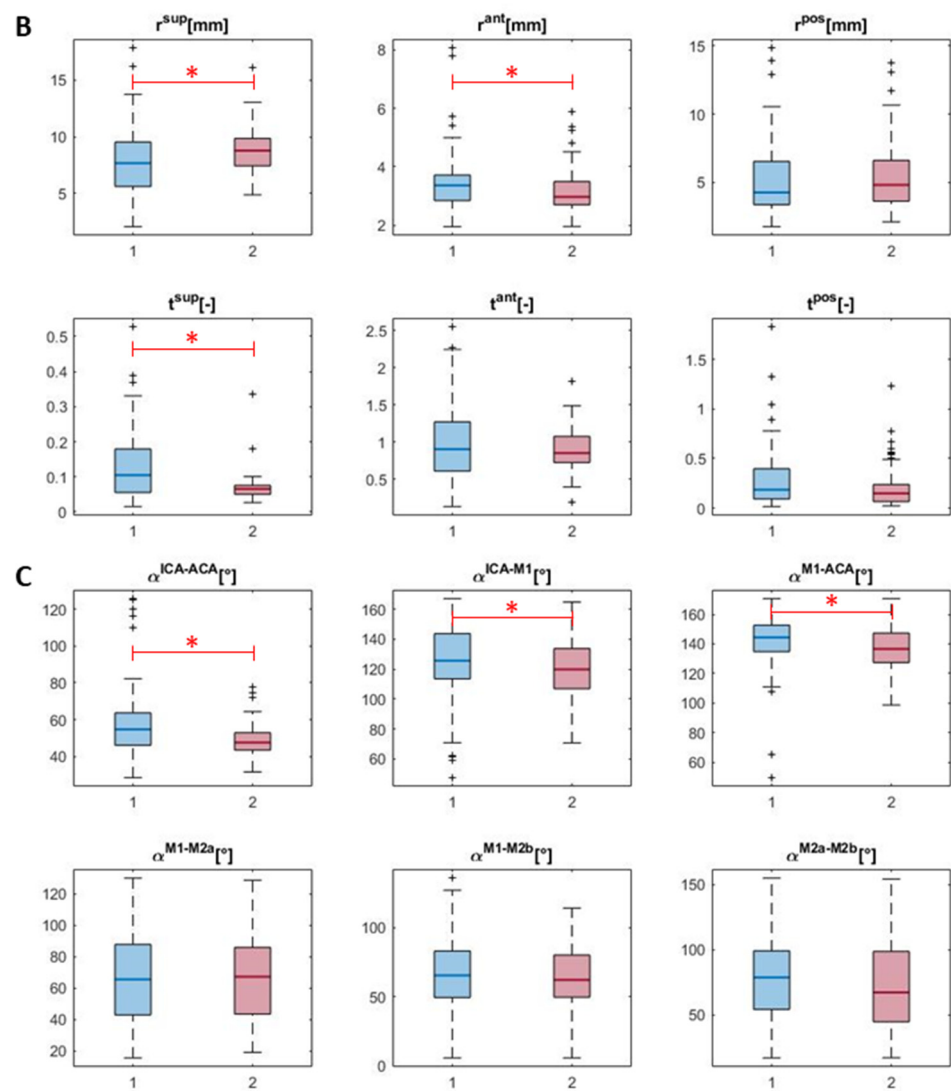 B
r^sup[mm] r^ant[mm] r^pos[mm]
15 10 5 * 1 2
8 6 4 2 * 1 2
15 10 5 1 2
t^sup[-] t^ant[-] t^pos[-]
0.5 0.4 0.3 0.2 0.1 0 * 1 2
2.5 2 1.5 1 0.5 1 2
1.5 1 0.5 0 1 2
C
α^ICA-ACA[°] α^ICA-M1[°] α^M1-ACA[°]
120 100 80 60 40 * 1 2
160 140 120 100 80 60 * 1 2
160 140 120 100 80 60 * 1 2
α^M1-M2a[°] α^M1-M2b[°] α^M2a-M2b[°]
120 100 80 60 40 20 1 2
100 50 0 1 2
150 100 50 1 2